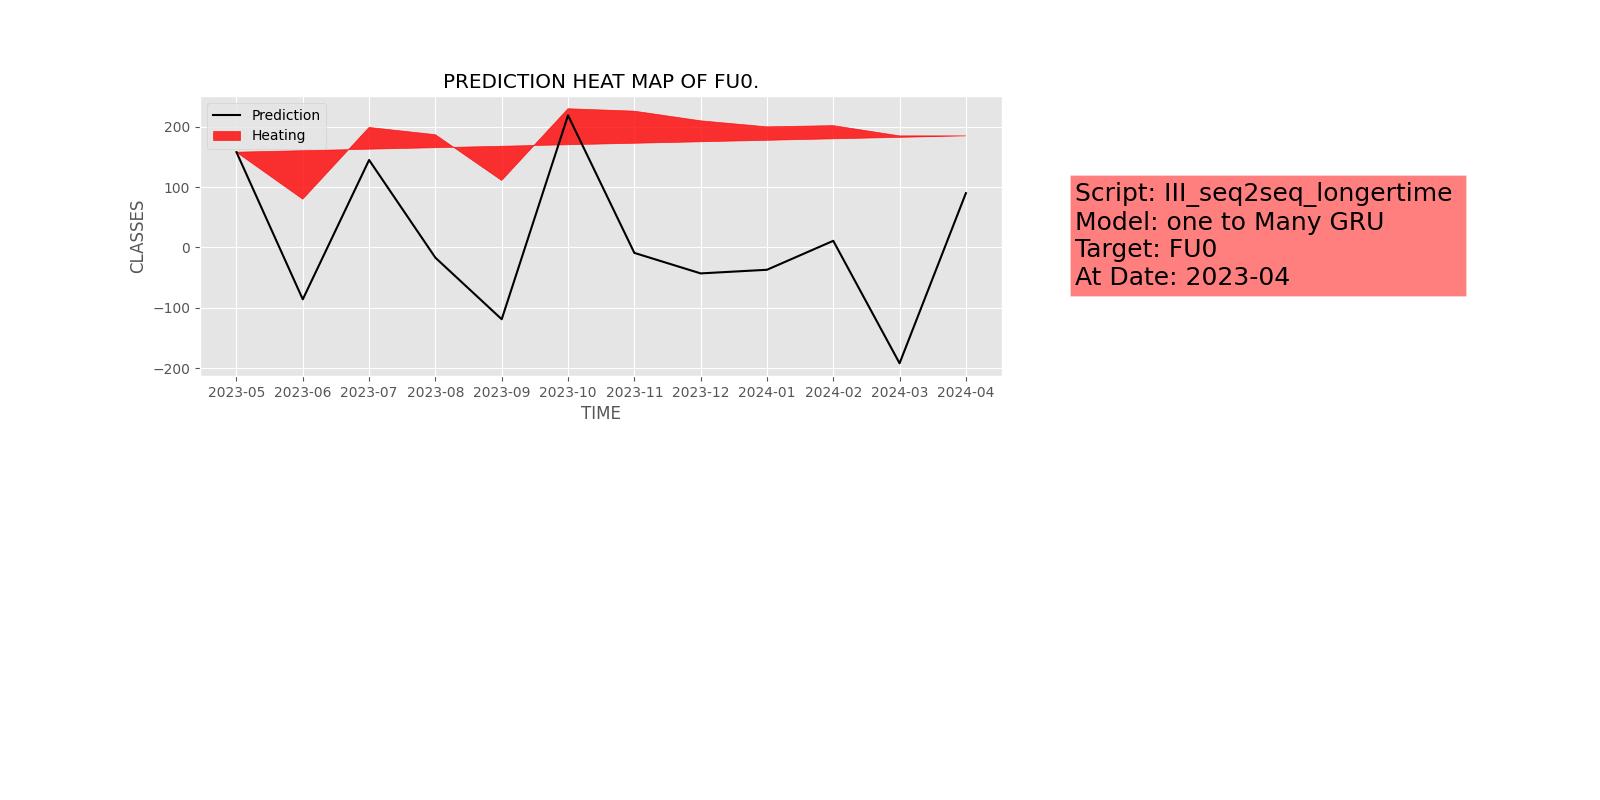 PREDICTION HEAT MAP OF FU0.
Prediction
Heating
CLASSES
200
100
0
−100
−200
2023-05 2023-06 2023-07 2023-08 2023-09 2023-10 2023-11 2023-12 2024-01 2024-02 2024-03 2024-04
TIME
Script: III_seq2seq_longertime
Model: one to Many GRU
Target: FU0
At Date: 2023-04